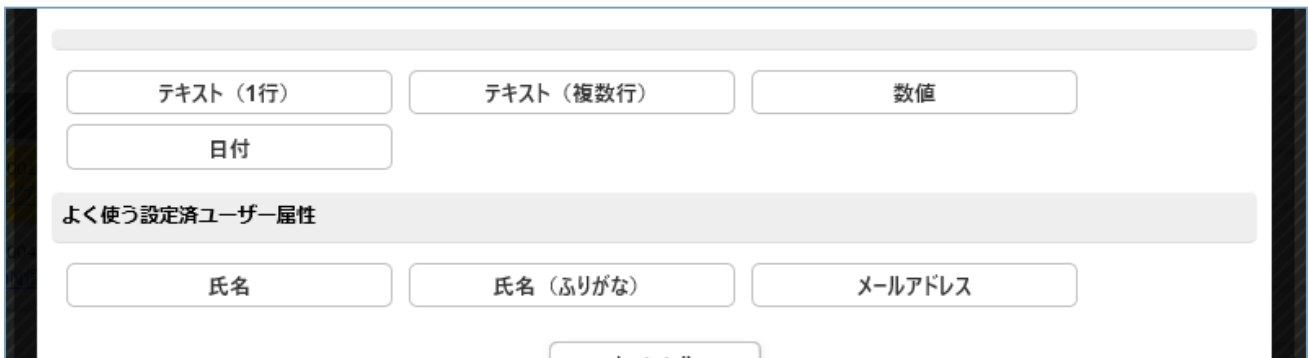 テキスト（1行） テキスト（複数行） 数値
日付
よく使う設定済ユーザー属性
氏名 氏名（ふりがな） メールアドレス